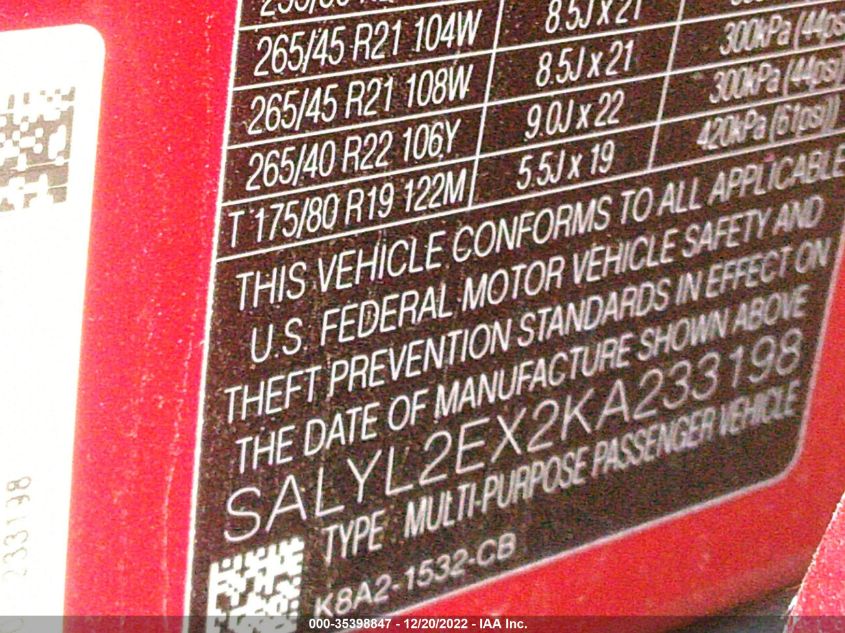 265/45 R21 104W 8.5J x 21 300kPa (44psi
265/45 R21 108W 8.5J x 21 300kPa (44psi)
265/40 R22 106Y 9.0J x 22 420kPa (61psi)
T 175/80 R19 122M 5.5J x 19
THIS VEHICLE CONFORMS TO ALL APPLICABLE
U.S. FEDERAL MOTOR VEHICLE SAFETY AND
THEFT PREVENTION STANDARDS IN EFFECT ON
THE DATE OF MANUFACTURE SHOWN ABOVE
SALYL2EX2KA233198
TYPE : MULTI-PURPOSE PASSENGER VEHICLE
K8A2-1532-CB
233198
000-35398847 - 12/20/2022 - IAA Inc.